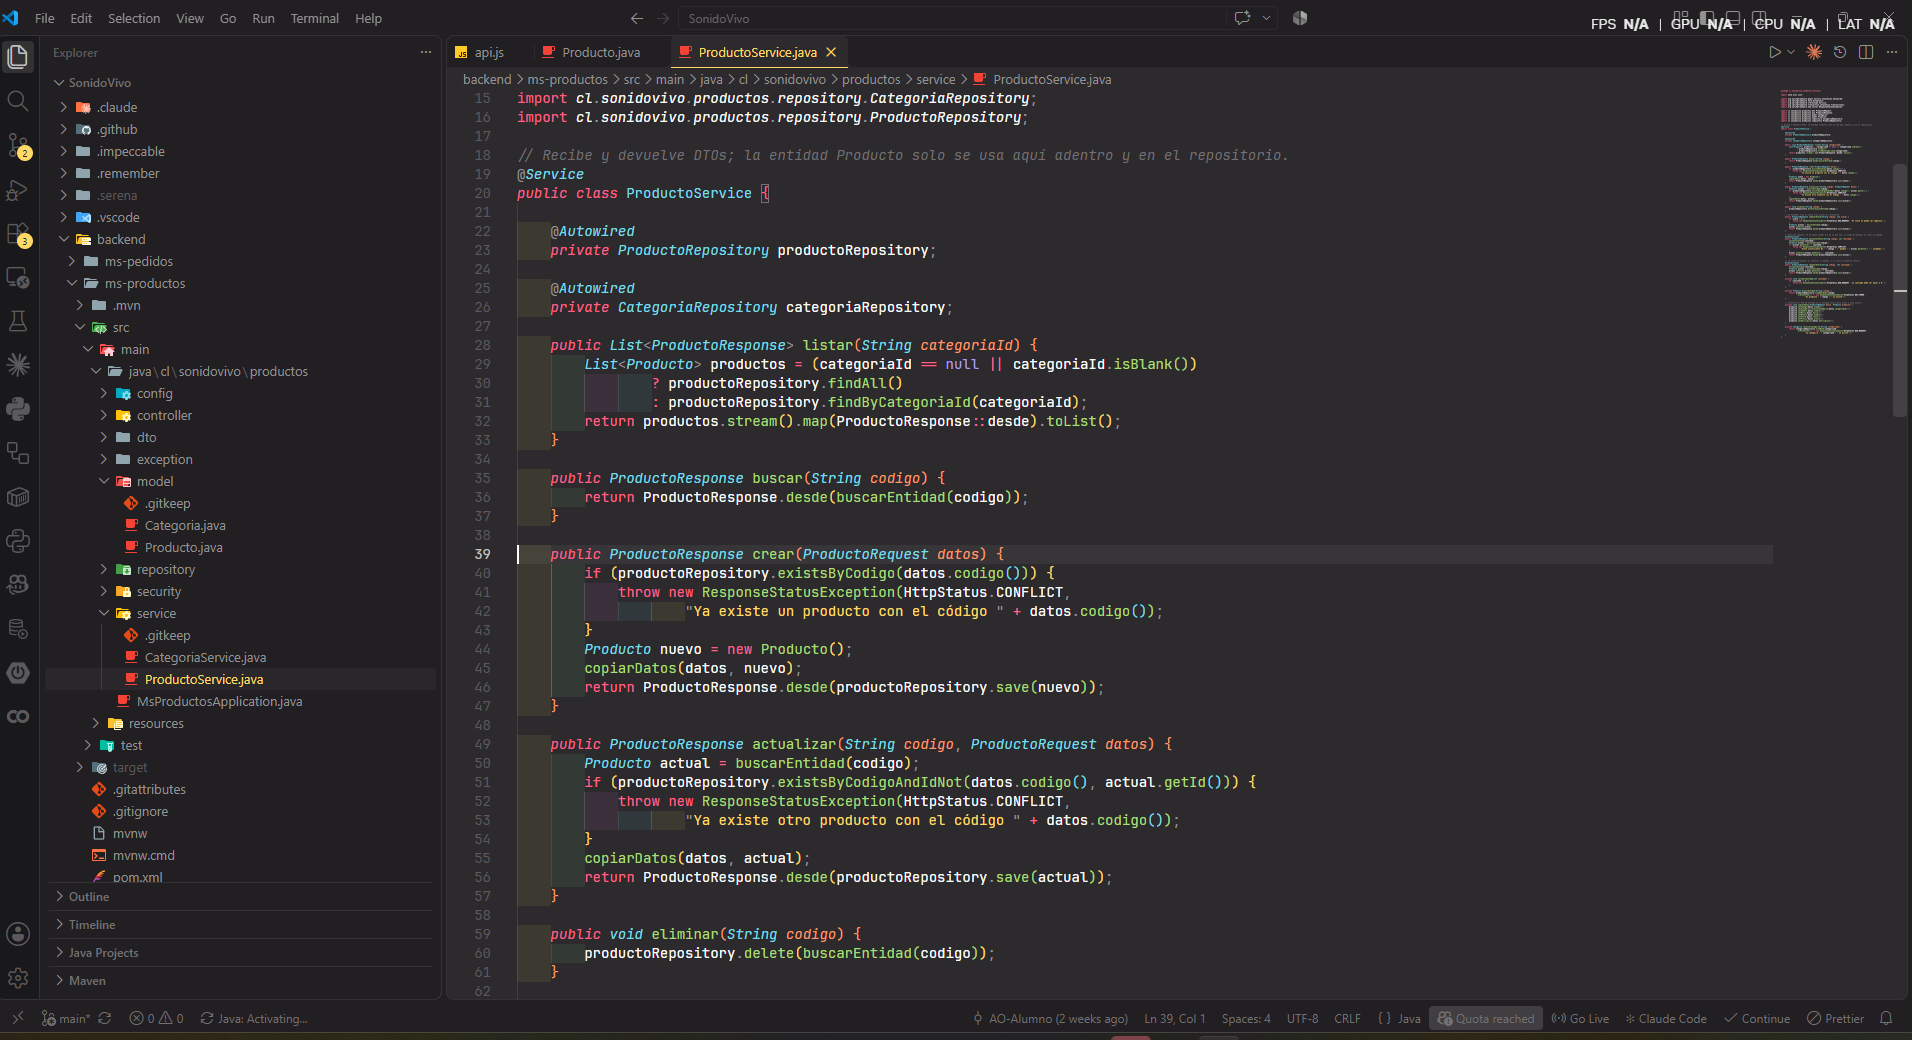 File Edit Selection View Go Run Terminal Help
SonidoVivo
FPS N/A | GPU N/A | CPU N/A | LAT N/A
Explorer
SonidoVivo
.claude
.github
.impeccable
.remember
.serena
.vscode
backend
ms-pedidos
ms-productos
.mvn
src
main
java\cl\sonidovivo\productos
config
controller
dto
exception
model
.gitkeep
Categoria.java
Producto.java
repository
security
service
.gitkeep
CategoriaService.java
ProductoService.java
MsProductosApplication.java
resources
test
target
.gitattributes
.gitignore
mvnw
mvnw.cmd
pom.xml
Outline
Timeline
Java Projects
Maven
2
3
api.js Producto.java ProductoService.java
backend > ms-productos > src > main > java > cl > sonidovivo > productos > service > ProductoService.java
15 import cl.sonidovivo.productos.repository.CategoriaRepository;
16 import cl.sonidovivo.productos.repository.ProductoRepository;
17
18 // Recibe y devuelve DTOs; la entidad Producto solo se usa aquí adentro y en el repositorio.
19 @Service
20 public class ProductoService {
21
22 @Autowired
23 private ProductoRepository productoRepository;
24
25 @Autowired
26 private CategoriaRepository categoriaRepository;
27
28 public List<ProductoResponse> listar(String categoriaId) {
29 List<Producto> productos = (categoriaId == null || categoriaId.isBlank())
30 ? productoRepository.findAll()
31 : productoRepository.findByCategoriaId(categoriaId);
32 return productos.stream().map(ProductoResponse::desde).toList();
33 }
34
35 public ProductoResponse buscar(String codigo) {
36 return ProductoResponse.desde(buscarEntidad(codigo));
37 }
38
39 public ProductoResponse crear(ProductoRequest datos) {
40 if (productoRepository.existsByCodigo(datos.codigo())) {
41 throw new ResponseStatusException(HttpStatus.CONFLICT,
42 "Ya existe un producto con el código " + datos.codigo());
43 }
44 Producto nuevo = new Producto();
45 copiarDatos(datos, nuevo);
46 return ProductoResponse.desde(productoRepository.save(nuevo));
47 }
48
49 public ProductoResponse actualizar(String codigo, ProductoRequest datos) {
50 Producto actual = buscarEntidad(codigo);
51 if (productoRepository.existsByCodigoAndIdNot(datos.codigo(), actual.getId())) {
52 throw new ResponseStatusException(HttpStatus.CONFLICT,
53 "Ya existe otro producto con el código " + datos.codigo());
54 }
55 copiarDatos(datos, actual);
56 return ProductoResponse.desde(productoRepository.save(actual));
57 }
58
59 public void eliminar(String codigo) {
60 productoRepository.delete(buscarEntidad(codigo));
61 }
62
main* 0 0 Java: Activating... AO-Alumno (2 weeks ago) Ln 39, Col 1 Spaces: 4 UTF-8 CRLF { } Java Quota reached Go Live Claude Code Continue Prettier